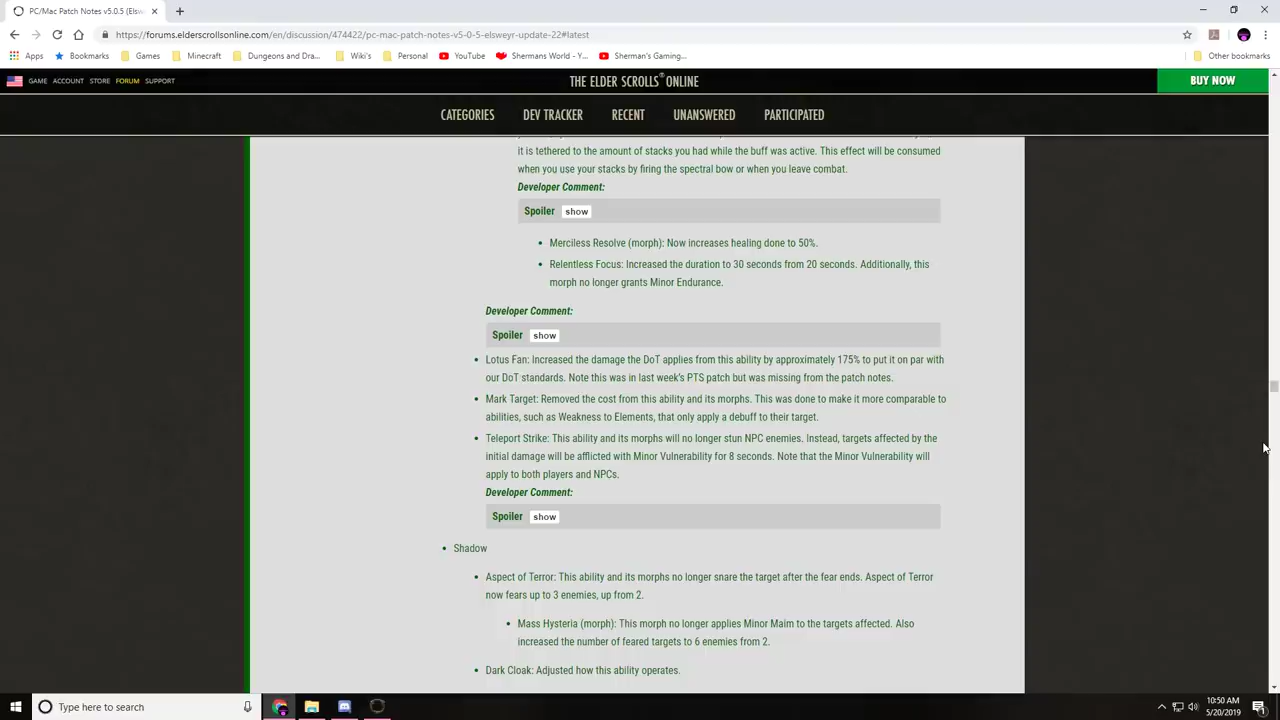 PC/Mac Patch Notes v5.0.5 (Elsw
https://forums.elderscrollsonline.com/en/discussion/474422/pc-mac-patch-notes-v5-0-5-elsweyr-update-22#latest
Apps Bookmarks Games Minecraft Dungeons and Dra... Wiki's Personal YouTube Shermans World - Y... Sherman's Gaming... Other bookmarks
GAME ACCOUNT STORE FORUM SUPPORT THE ELDER SCROLLS® ONLINE BUY NOW
CATEGORIES DEV TRACKER RECENT UNANSWERED PARTICIPATED
it is tethered to the amount of stacks you had while the buff was active. This effect will be consumed
when you use your stacks by firing the spectral bow or when you leave combat.
Developer Comment:
Spoiler show
• Merciless Resolve (morph): Now increases healing done to 50%.
• Relentless Focus: Increased the duration to 30 seconds from 20 seconds. Additionally, this
morph no longer grants Minor Endurance.
Developer Comment:
Spoiler show
• Lotus Fan: Increased the damage the DoT applies from this ability by approximately 175% to put it on par with
our DoT standards. Note this was in last week's PTS patch but was missing from the patch notes.
• Mark Target: Removed the cost from this ability and its morphs. This was done to make it more comparable to
abilities, such as Weakness to Elements, that only apply a debuff to their target.
• Teleport Strike: This ability and its morphs will no longer stun NPC enemies. Instead, targets affected by the
initial damage will be afflicted with Minor Vulnerability for 8 seconds. Note that the Minor Vulnerability will
apply to both players and NPCs.
Developer Comment:
Spoiler show
• Shadow
• Aspect of Terror: This ability and its morphs no longer snare the target after the fear ends. Aspect of Terror
now fears up to 3 enemies, up from 2.
• Mass Hysteria (morph): This morph no longer applies Minor Maim to the targets affected. Also
increased the number of feared targets to 6 enemies from 2.
• Dark Cloak: Adjusted how this ability operates.
Type here to search
10:50 AM
5/20/2019